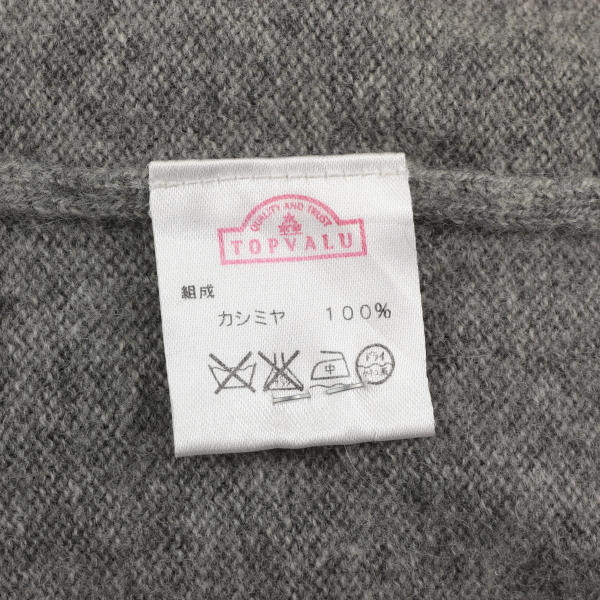 QUALITY AND TRUST
TOPVALU
組成
カシミヤ 100%
中 ドライ